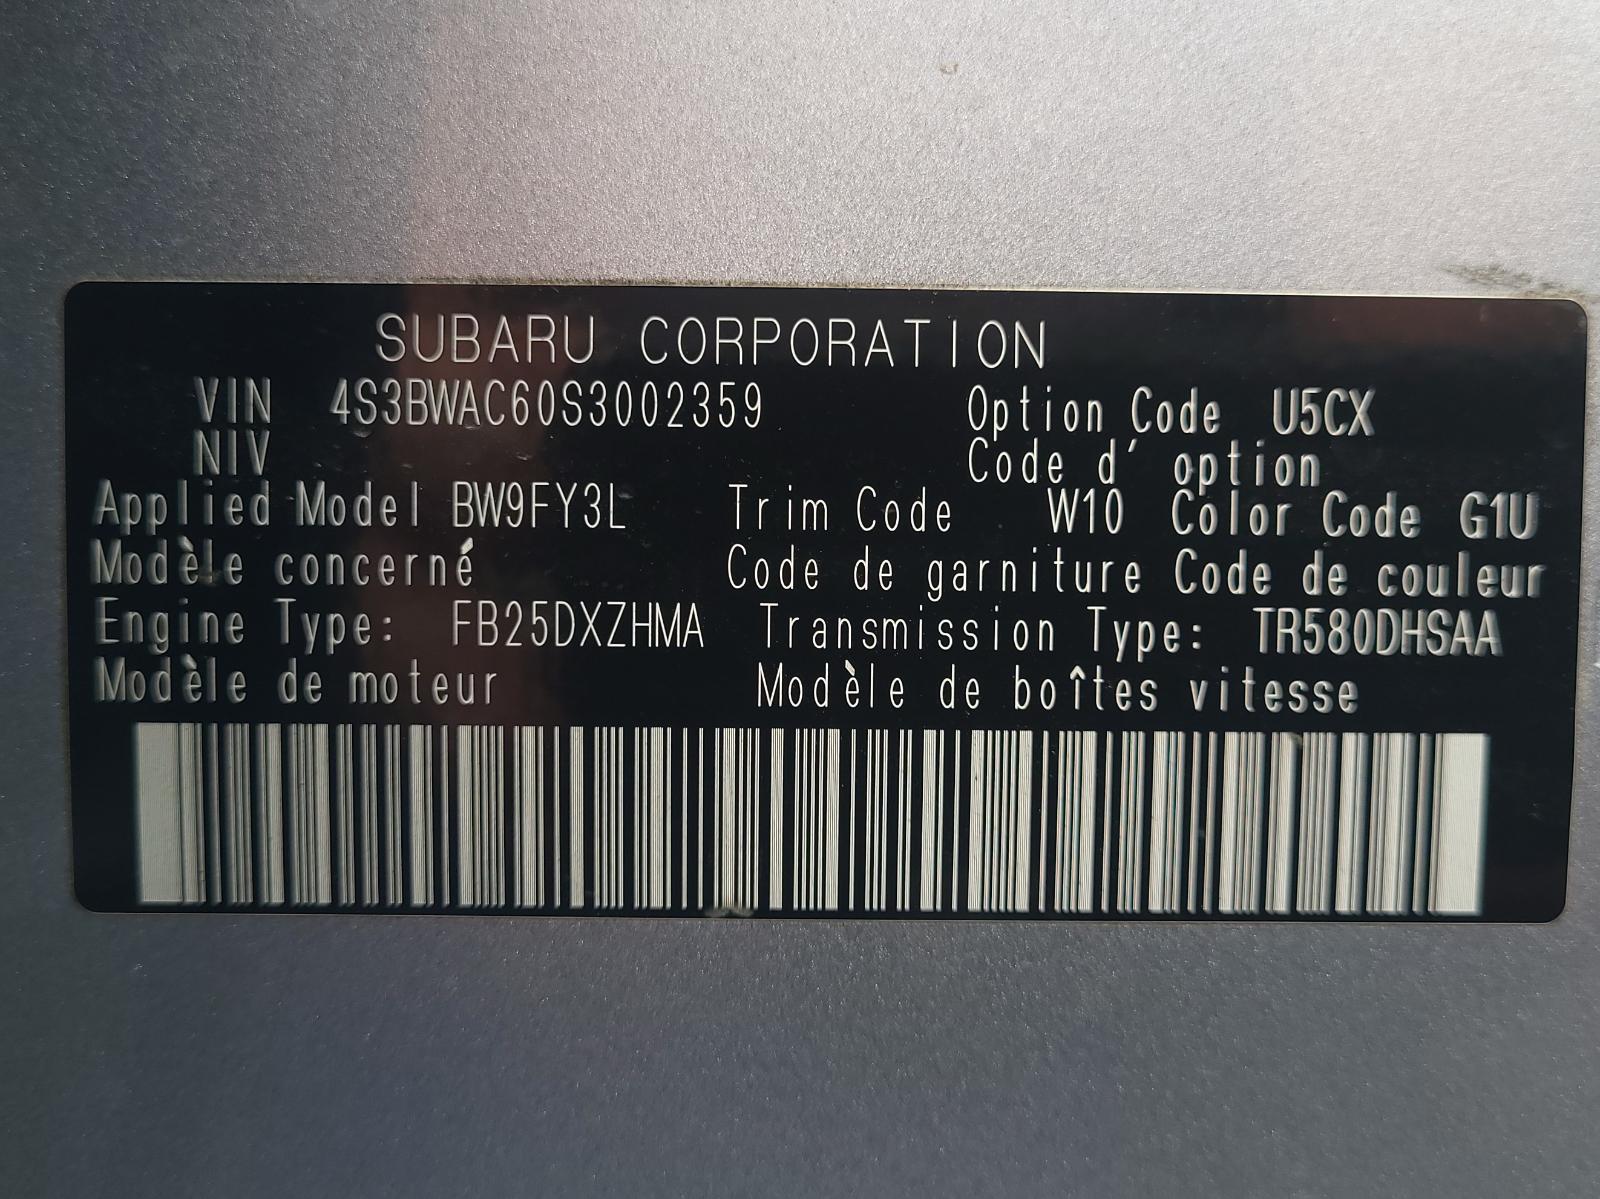 SUBARU CORPORATION
VIN 4S3BWAC60S3002359 Option Code U5CX
NIV Code d' option
Applied Model BW9FY3L Trim Code W10 Color Code G1U
Modèle concerné Code de garniture Code de couleur
Engine Type: FB25DXZHMA Transmission Type: TR580DHSAA
Modèle de moteur Modèle de boîtes vitesse